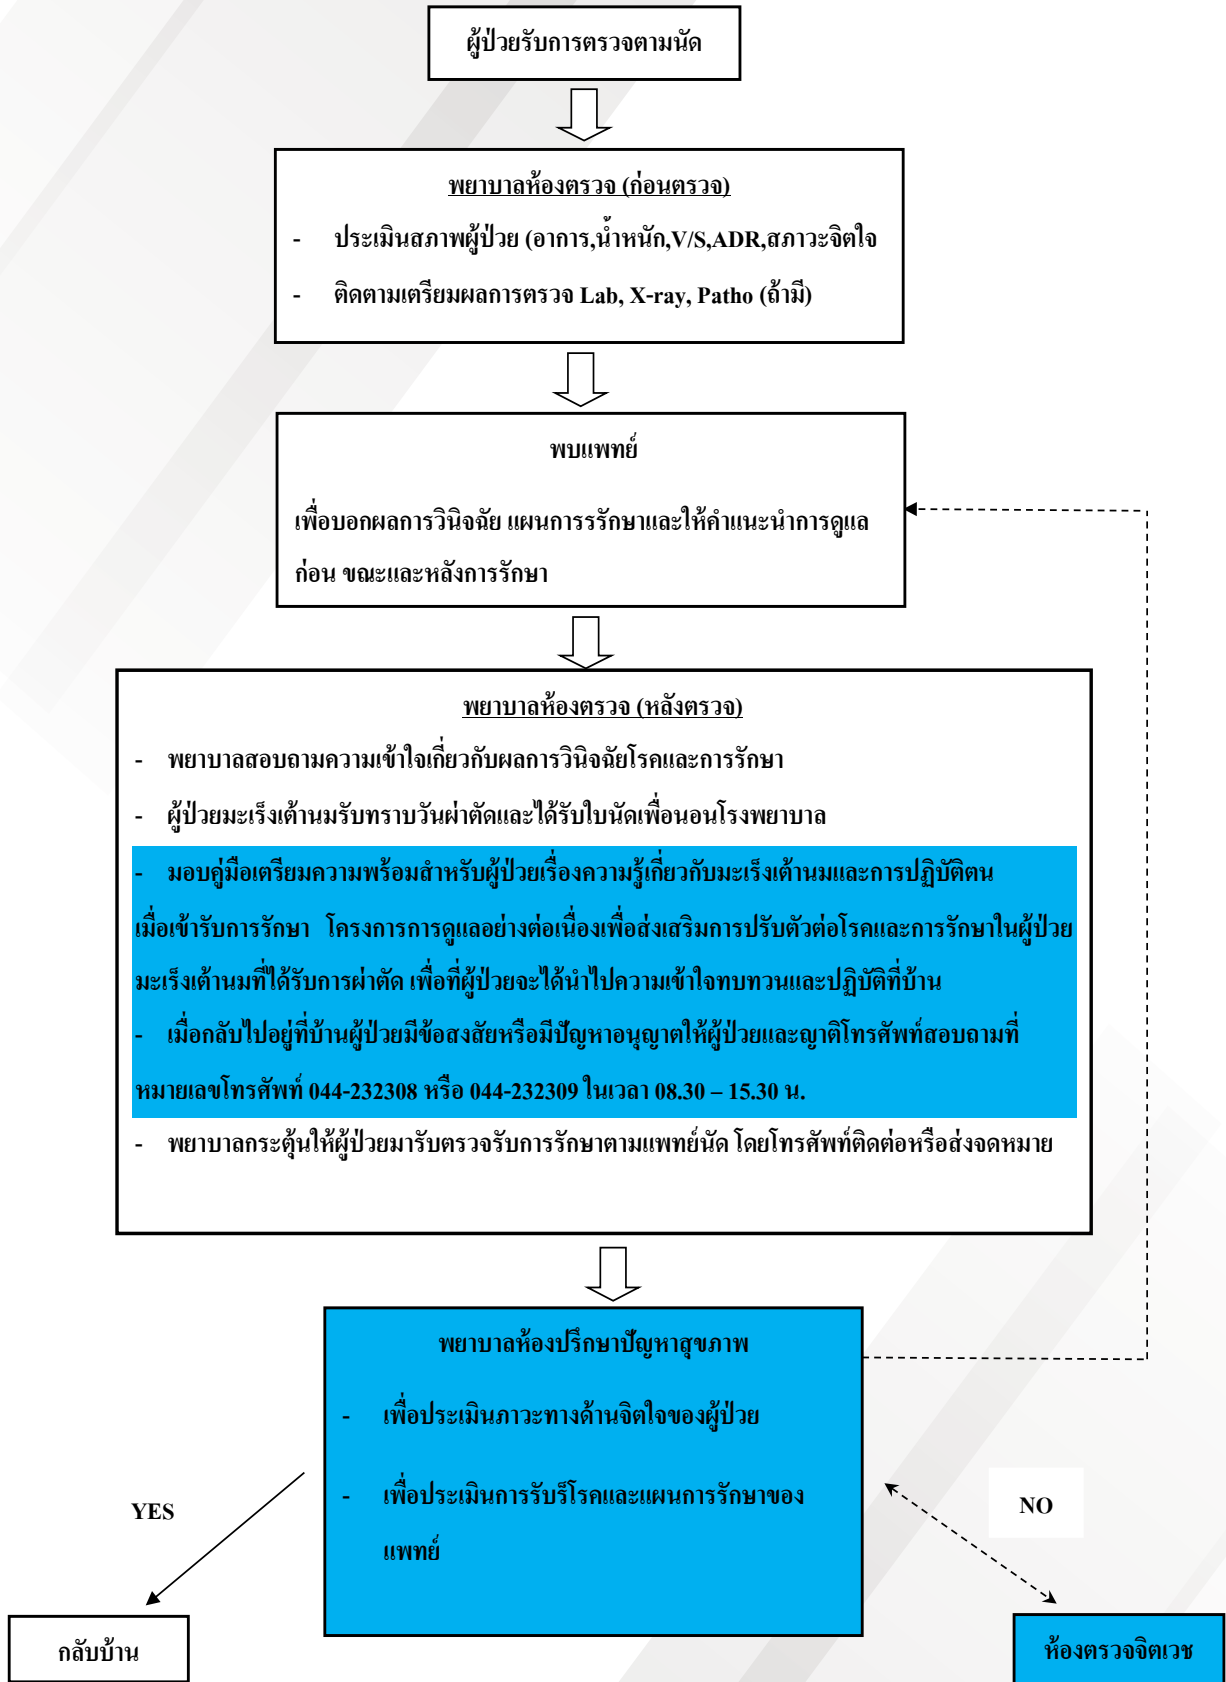 ผู้ป่วยรับการตรวจตามนัด
พยาบาลห้องตรวจ (ก่อนตรวจ)
- ประเมินสภาพผู้ป่วย (อาการ,น้ำหนัก,V/S,ADR,สภาวะจิตใจ
- ติดตามเตรียมผลการตรวจ Lab, X-ray, Patho (ถ้ามี)
พบแพทย์
เพื่อบอกผลการวินิจฉัย แผนการรรักษาและให้คำแนะนำการดูแล
ก่อน ขณะและหลังการรักษา
พยาบาลห้องตรวจ (หลังตรวจ)
- พยาบาลสอบถามความเข้าใจเกี่ยวกับผลการวินิจฉัยโรคและการรักษา
- ผู้ป่วยมะเร็งเต้านมรับทราบวันผ่าตัดและได้รับใบนัดเพื่อนอนโรงพยาบาล
- มอบคู่มือเตรียมความพร้อมสำหรับผู้ป่วยเรื่องความรู้เกี่ยวกับมะเร็งเต้านมและการปฏิบัติตน
เมื่อเข้ารับการรักษา โครงการการดูแลอย่างต่อเนื่องเพื่อส่งเสริมการปรับตัวต่อโรคและการรักษาในผู้ป่วย
มะเร็งเต้านมที่ได้รับการผ่าตัด เพื่อที่ผู้ป่วยจะได้นำไปความเข้าใจทบทวนและปฏิบัติที่บ้าน
- เมื่อกลับไปอยู่ที่บ้านผู้ป่วยมีข้อสงสัยหรือมีปัญหาอนุญาตให้ผู้ป่วยและญาติโทรศัพท์สอบถามที่
หมายเลขโทรศัพท์ 044-232308 หรือ 044-232309 ในเวลา 08.30 – 15.30 น.
- พยาบาลกระตุ้นให้ผู้ป่วยมารับตรวจรับการรักษาตามแพทย์นัด โดยโทรศัพท์ติดต่อหรือส่งจดหมาย
พยาบาลห้องปรึกษาปัญหาสุขภาพ
- เพื่อประเมินภาวะทางด้านจิตใจของผู้ป่วย
- เพื่อประเมินการรับรู้โรคและแผนการรักษาของ
แพทย์
YES
NO
กลับบ้าน
ห้องตรวจจิตเวช